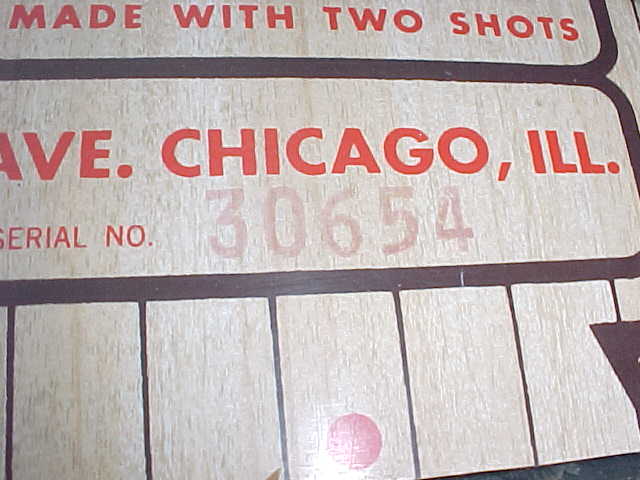 MADE WITH TWO SHOTS
AVE. CHICAGO, ILL.
SERIAL NO. 30654